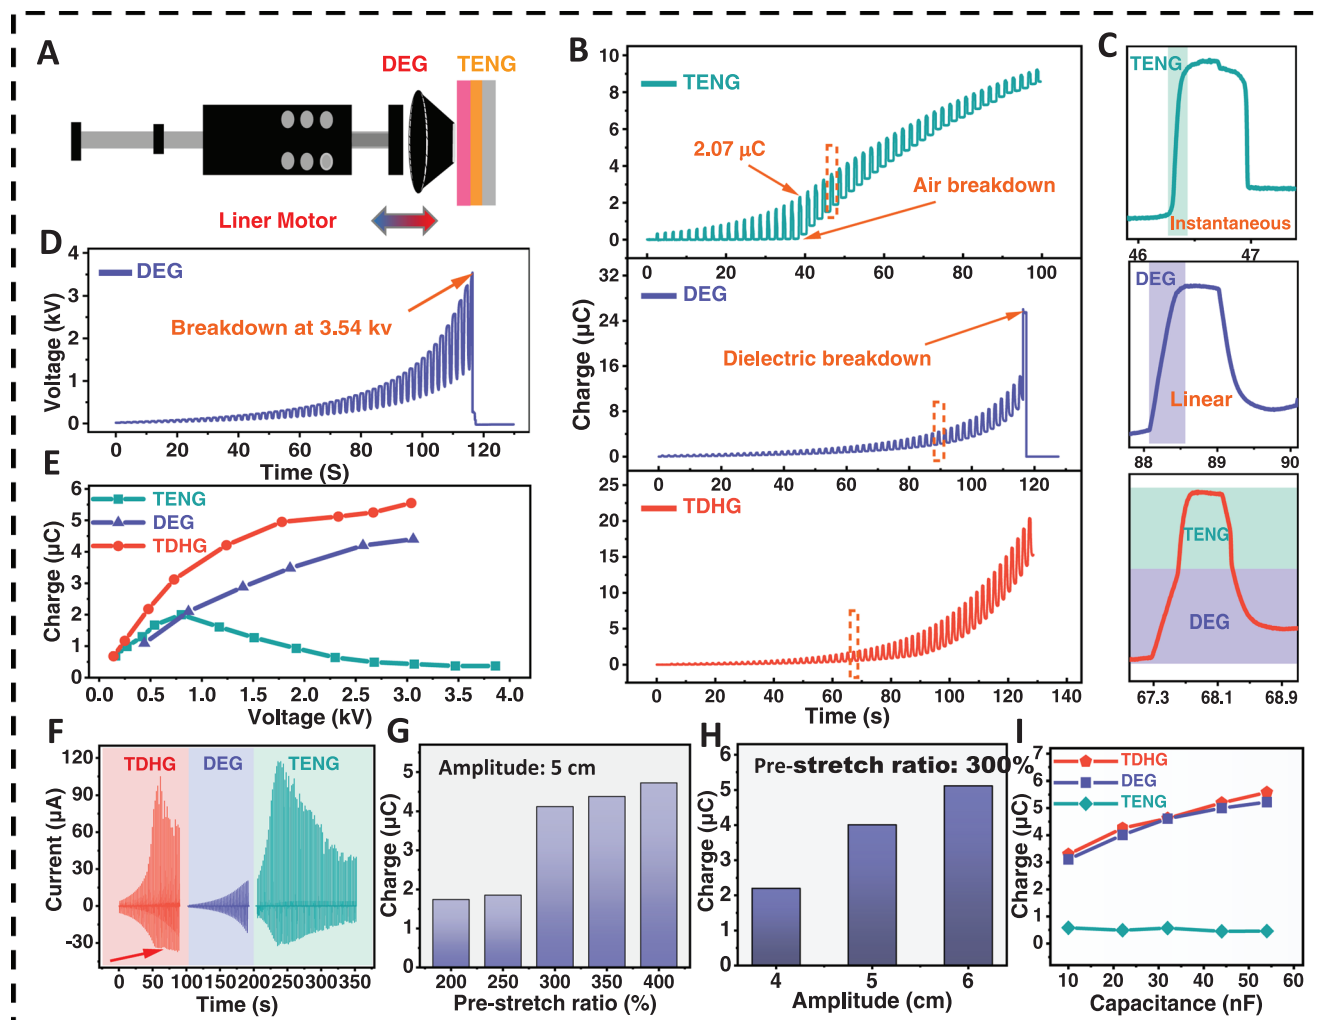 A
DEG
TENG
Liner Motor
B
TENG
2.07 μC
Air breakdown
10
8
6
4
2
0
0
20
40
60
80
100
DEG
Dielectric breakdown
32
24
16
8
0
0
20
40
60
80
100
120
TDHG
25
20
15
10
5
0
0
20
40
60
80
100
120
140
Charge (μC)
Time (s)
C
TENG
Instantaneous
46
47
DEG
Linear
88
89
90
TENG
DEG
67.3
68.1
68.9
D
DEG
Breakdown at 3.54 kv
Voltage (kV)
4
3
2
1
0
0
20
40
60
80
100
120
Time (S)
E
TENG
DEG
TDHG
Charge (μC)
6
5
4
3
2
1
0
0.0
0.5
1.0
1.5
2.0
2.5
3.0
3.5
4.0
Voltage (kV)
F
TDHG
DEG
TENG
Current (μA)
120
90
60
30
0
-30
0
50
100
150
200
250
300
350
Time (s)
G
Amplitude: 5 cm
Charge (μC)
5
4
3
2
1
0
200
250
300
350
400
Pre-stretch ratio (%)
H
Pre-stretch ratio: 300%
Charge (μC)
6
5
4
3
2
1
0
4
5
6
Amplitude (cm)
I
TDHG
DEG
TENG
Charge (μC)
7
6
5
4
3
2
1
0
10
20
30
40
50
60
Capacitance (nF)